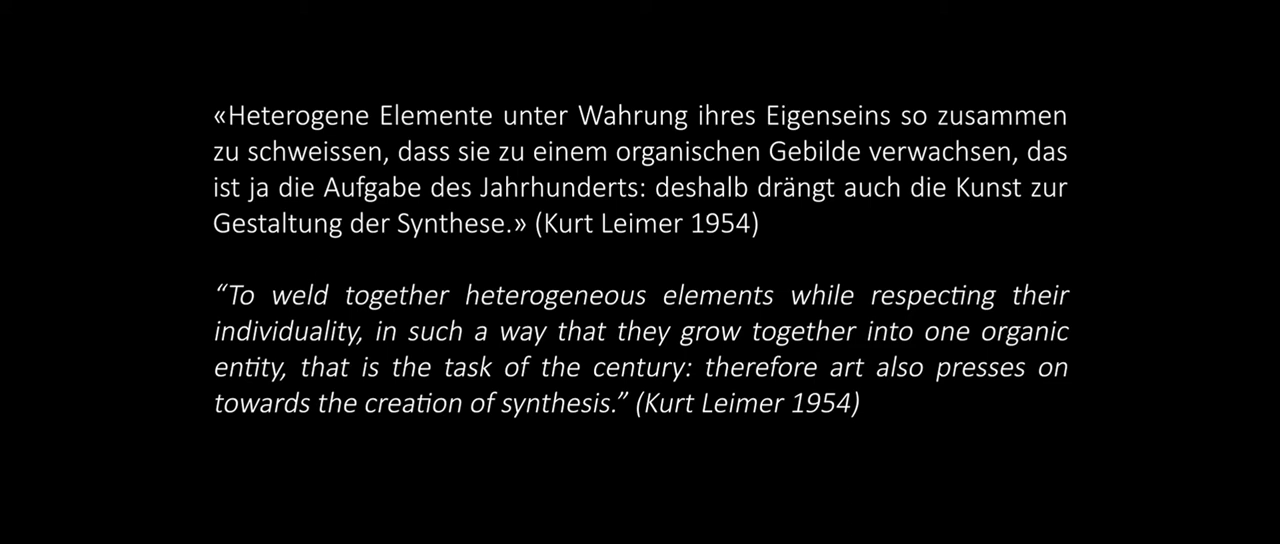 «Heterogene Elemente unter Wahrung ihres Eigenseins so zusammen
zu schweissen, dass sie zu einem organischen Gebilde verwachsen, das
ist ja die Aufgabe des Jahrhunderts: deshalb drängt auch die Kunst zur
Gestaltung der Synthese.» (Kurt Leimer 1954)
“To weld together heterogeneous elements while respecting their
individuality, in such a way that they grow together into one organic
entity, that is the task of the century: therefore art also presses on
towards the creation of synthesis.” (Kurt Leimer 1954)